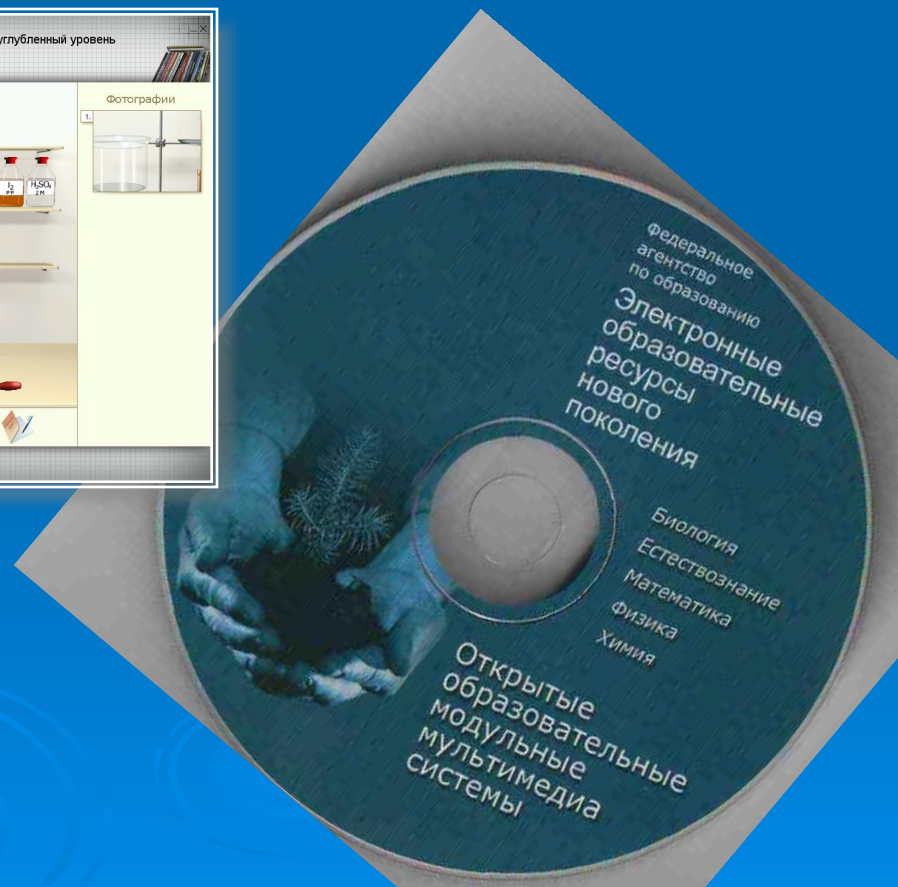 углубленный уровень
Фотографии
1.
I₂
р-р
H₂SO₄
2 М
Федеральное
агентство
по образованию
Электронные
образовательные
ресурсы
нового
поколения
Биология
Естествознание
Математика
Физика
Химия
Открытые
образовательные
модульные
мультимедиа
системы